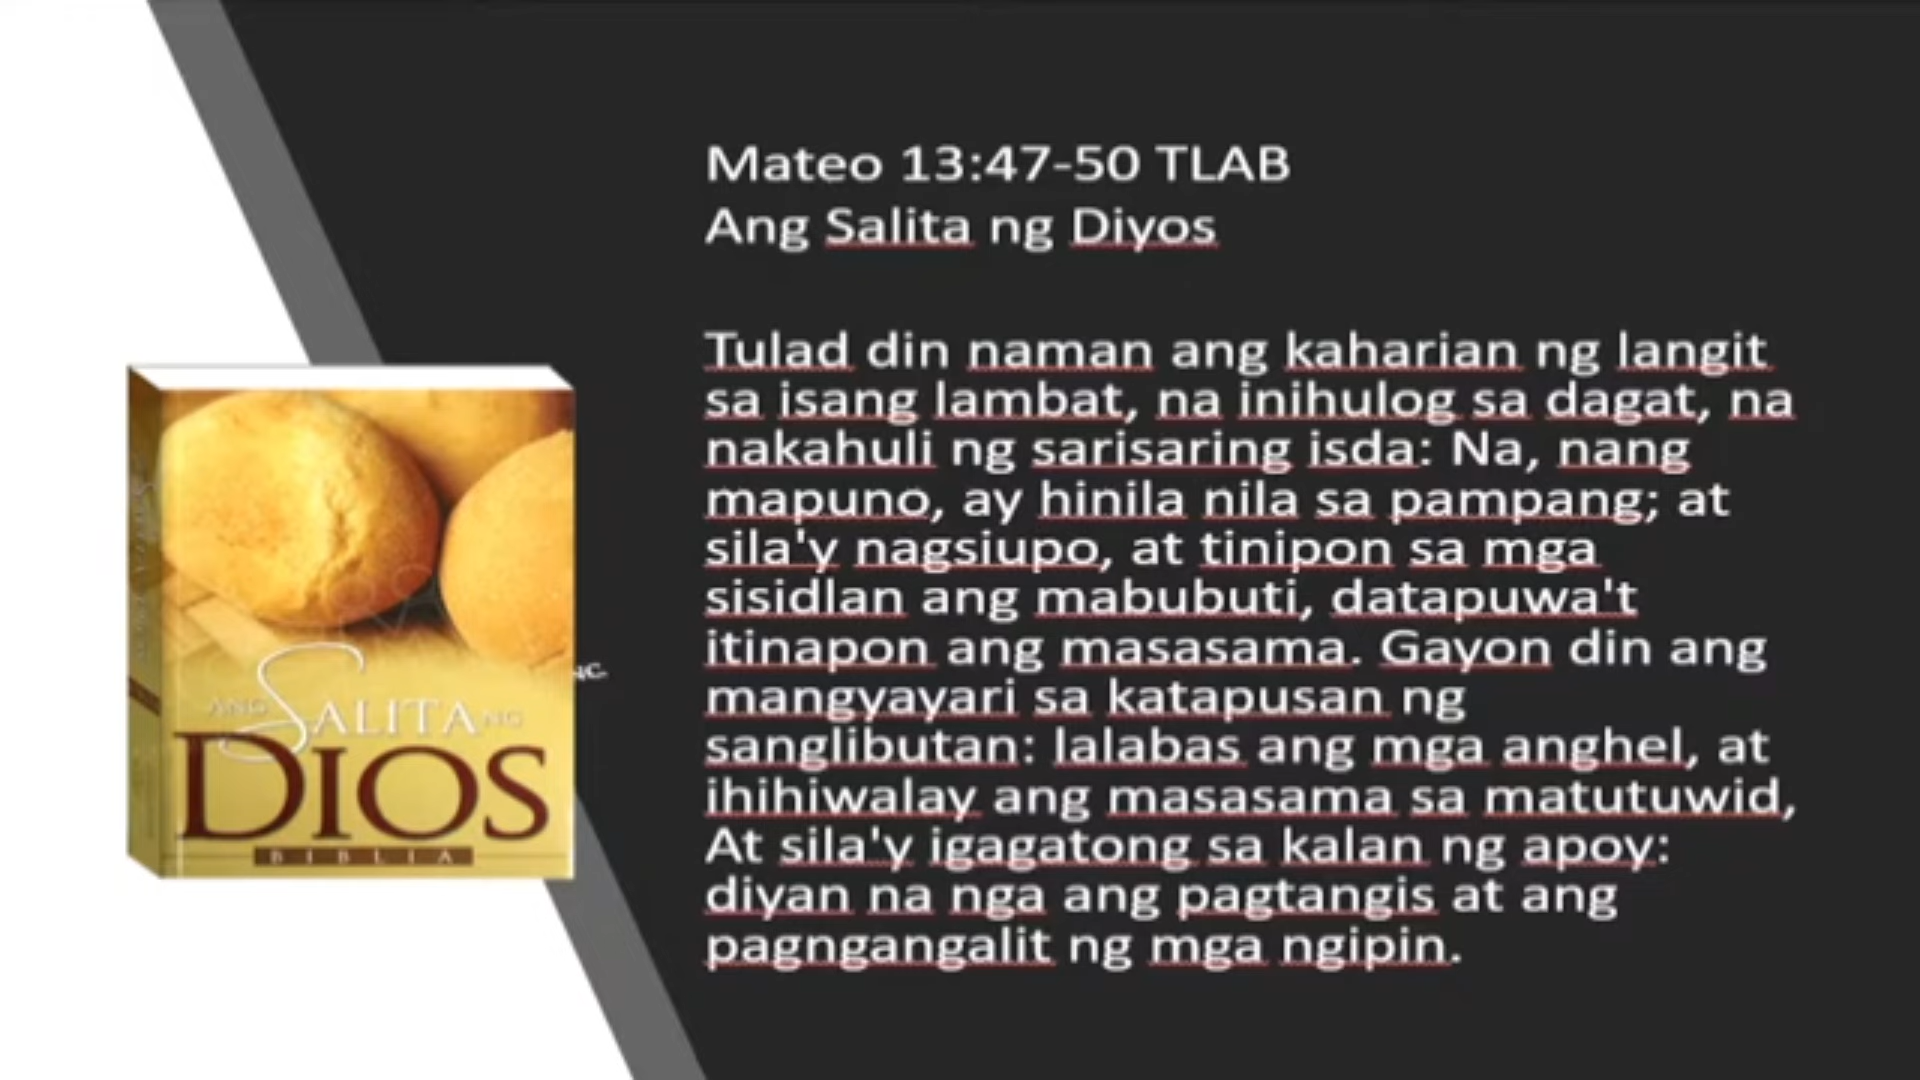 Mateo 13:47-50 TLAB
Ang Salita ng Diyos
Tulad din naman ang kaharian ng langit
sa isang lambat, na inihulog sa dagat, na
nakahuli ng sarisaring isda: Na, nang
mapuno, ay hinila nila sa pampang; at
sila'y nagsiupo, at tinipon sa mga
sisidlan ang mabubuti, datapuwa't
itinapon ang masasama. Gayon din ang
mangyayari sa katapusan ng
sanglibutan: lalabas ang mga anghel, at
ihihiwalay ang masasama sa matutuwid,
At sila'y igagatong sa kalan ng apoy:
diyan na nga ang pagtangis at ang
pagngangalit ng mga ngipin.
ANG SALITA NG
DIOS
BIBLIA